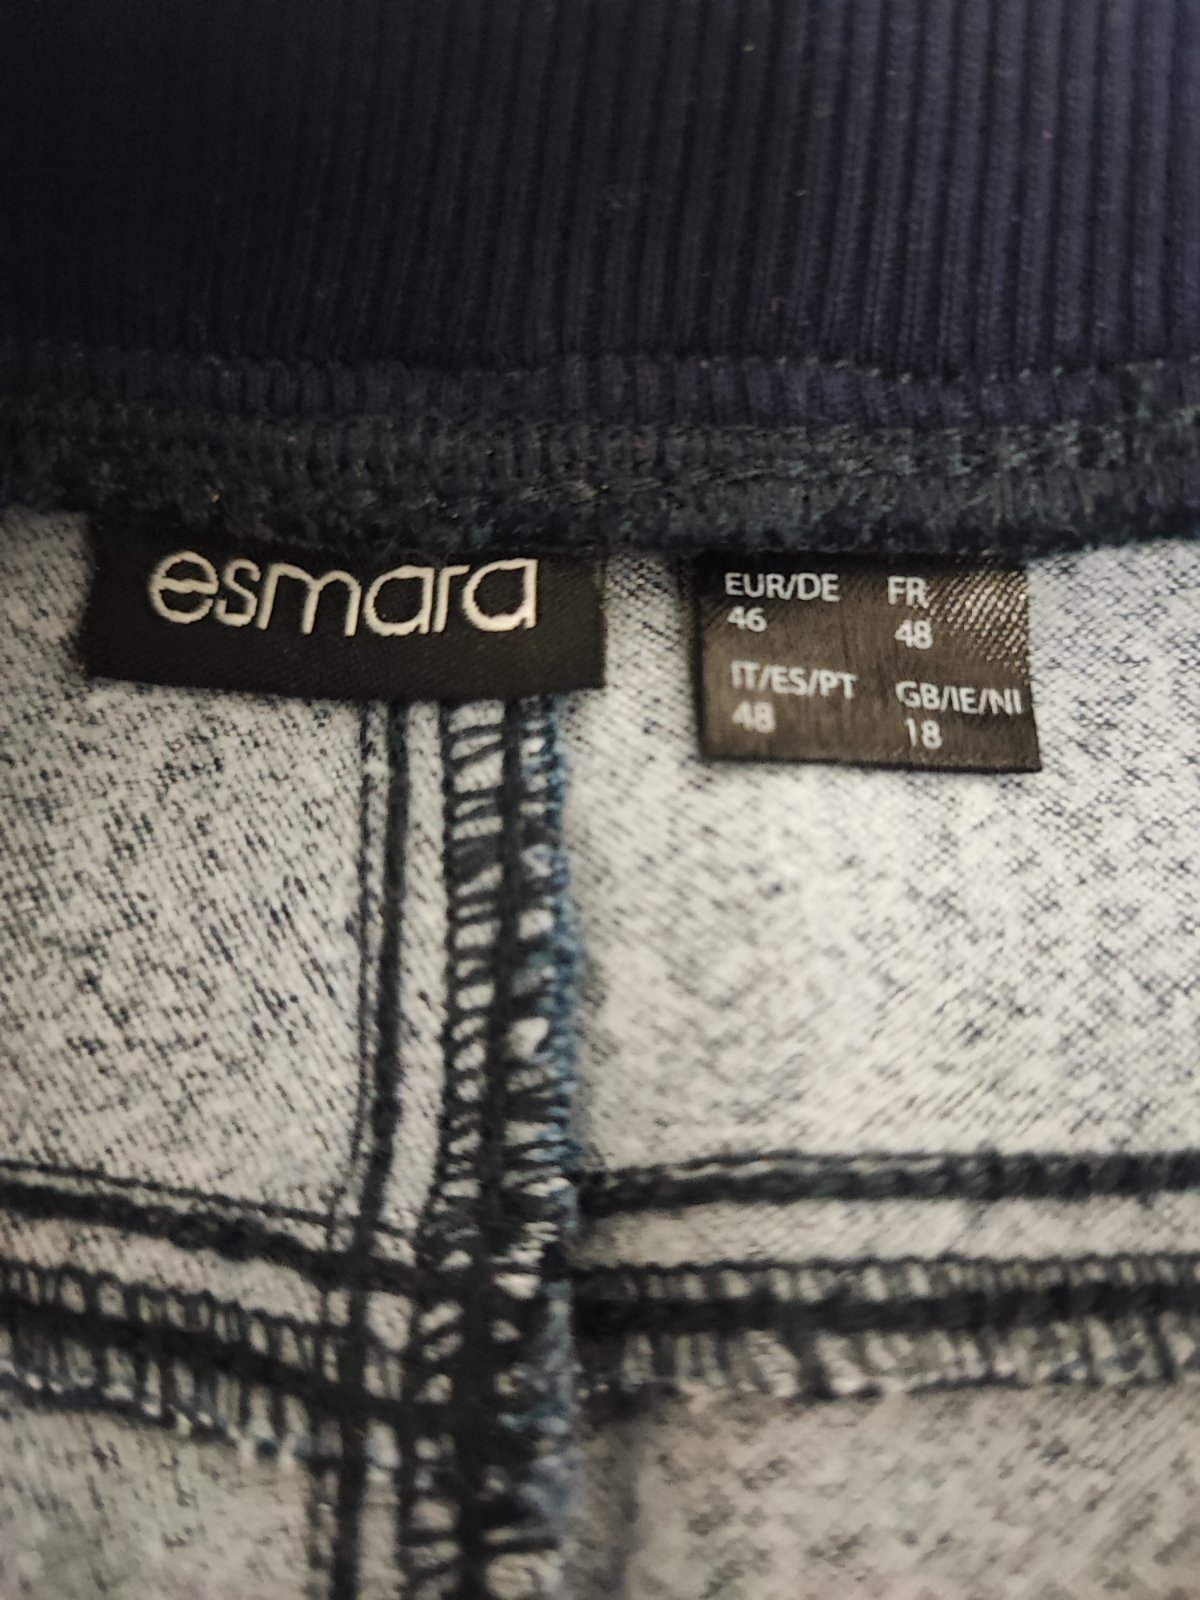 esmara
EUR/DE FR
46 48
IT/ES/PT GB/IE/NI
48 18